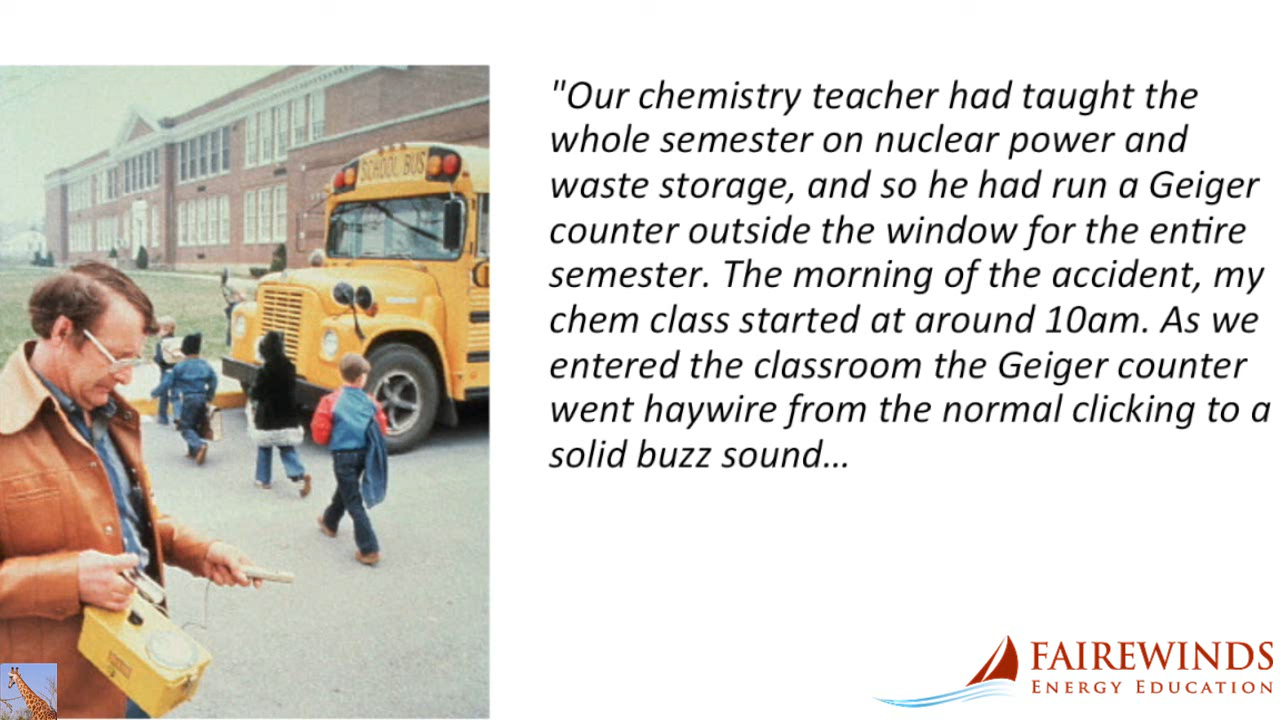 SCHOOL BUS
"Our chemistry teacher had taught the
whole semester on nuclear power and
waste storage, and so he had run a Geiger
counter outside the window for the entire
semester. The morning of the accident, my
chem class started at around 10am. As we
entered the classroom the Geiger counter
went haywire from the normal clicking to a
solid buzz sound...
FAIREWINDS
ENERGY EDUCATION